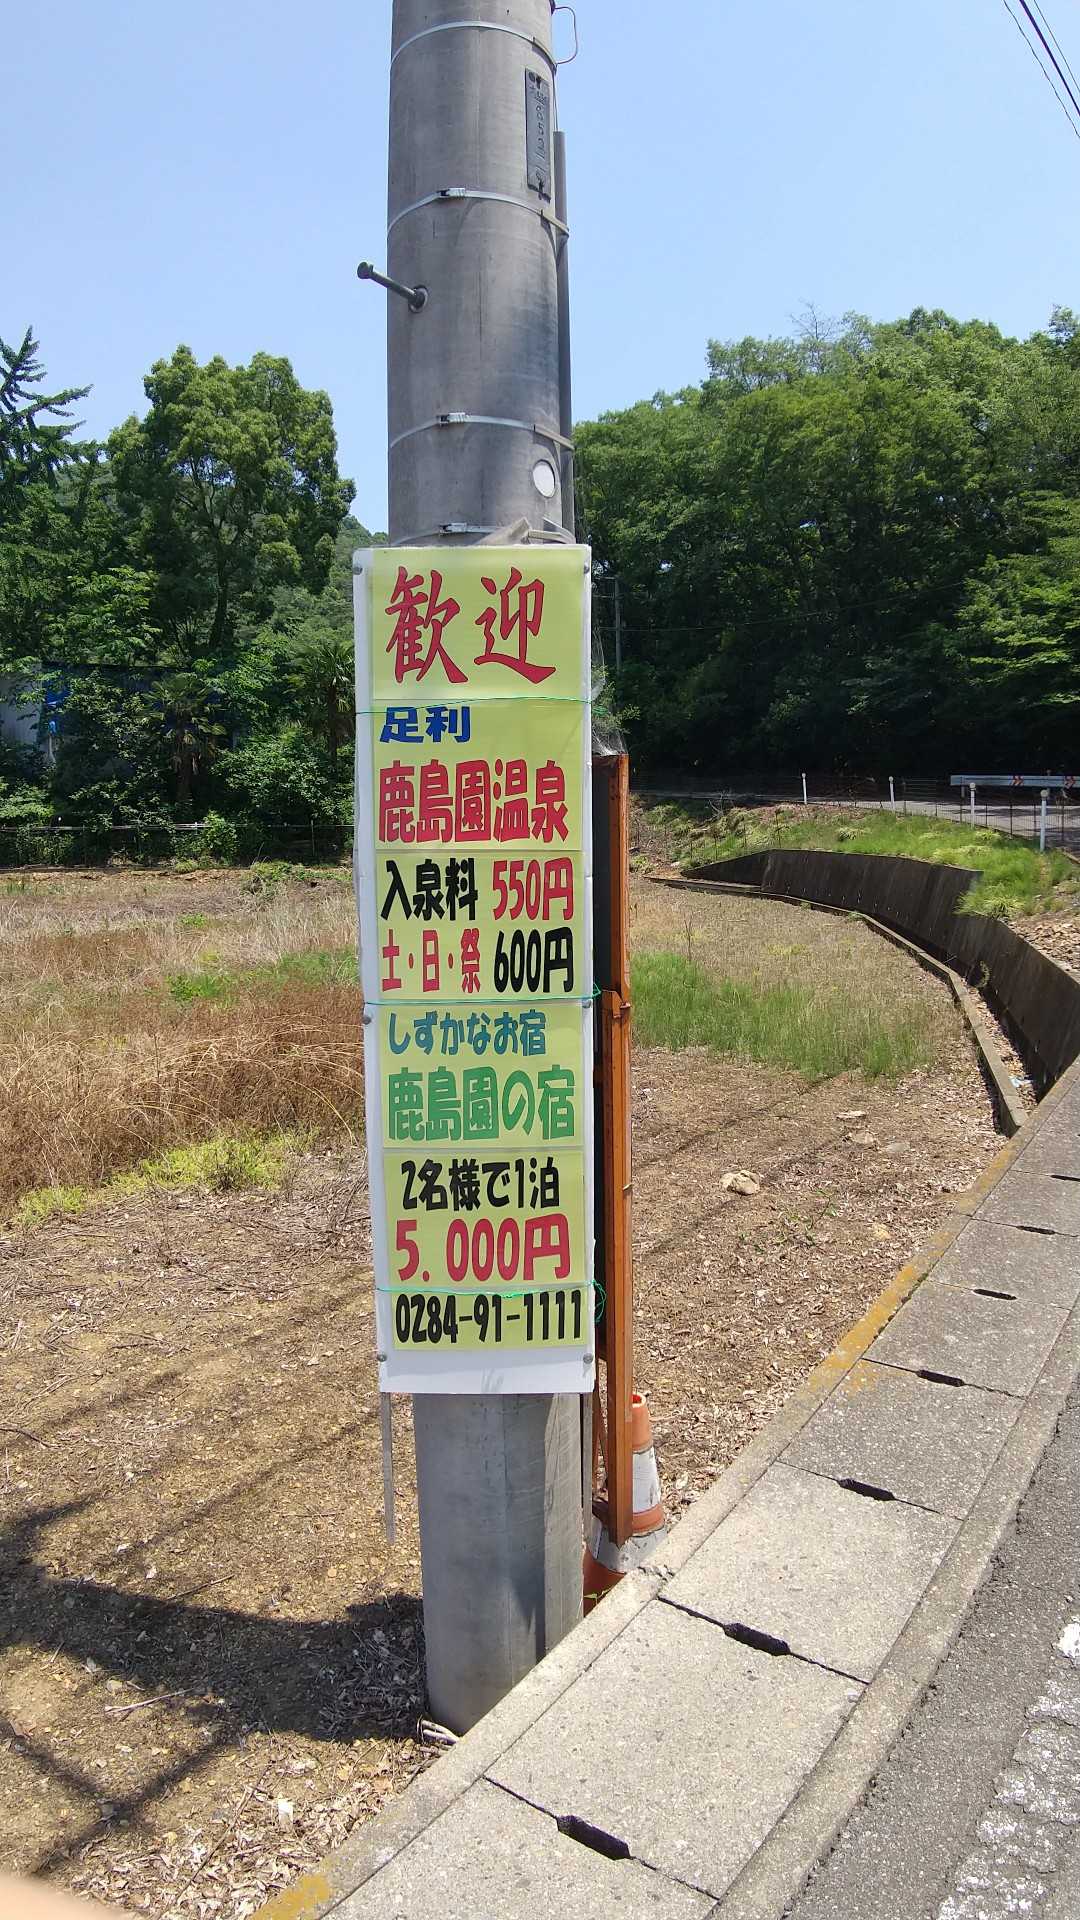 歓迎
足利
鹿島園温泉
入泉料 550円
土・日・祭 600円
しずかなお宿
鹿島園の宿
2名様で1泊
5.000円
0284-91-1111